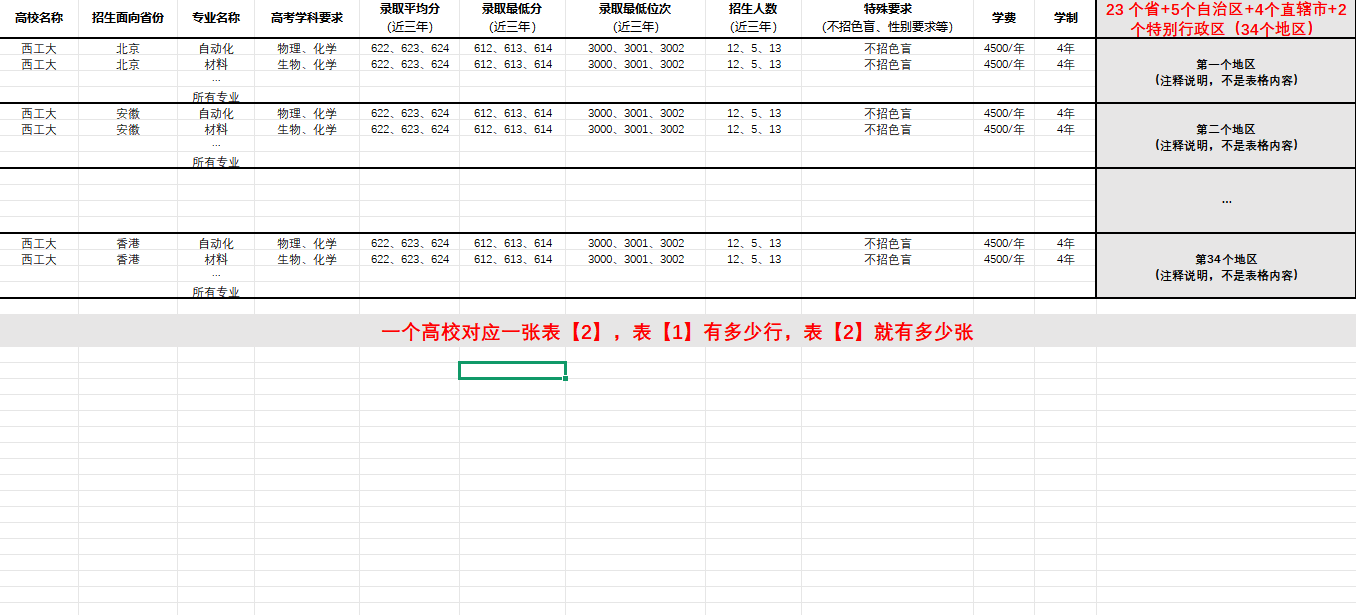 高校名称 招生面向省份 专业名称 高考学科要求 录取平均分 (近三年) 录取最低分 (近三年) 录取最低位次 (近三年) 招生人数 (近三年) 特殊要求 (不招色盲、性别要求等) 学费 学制 23 个省+5个自治区+4个直辖市+2个特别行政区（34个地区）
西工大 北京 自动化 物理、化学 622、623、624 612、613、614 3000、3001、3002 12、5、13 不招色盲 4500/年 4年
西工大 北京 材料 生物、化学 622、623、624 612、613、614 3000、3001、3002 12、5、13 不招色盲 4500/年 4年
...
所有专业
第一个地区
(注释说明，不是表格内容)
西工大 安徽 自动化 物理、化学 622、623、624 612、613、614 3000、3001、3002 12、5、13 不招色盲 4500/年 4年
西工大 安徽 材料 生物、化学 622、623、624 612、613、614 3000、3001、3002 12、5、13 不招色盲 4500/年 4年
...
所有专业
第二个地区
(注释说明，不是表格内容)
...
西工大 香港 自动化 物理、化学 622、623、624 612、613、614 3000、3001、3002 12、5、13 不招色盲 4500/年 4年
西工大 香港 材料 生物、化学 622、623、624 612、613、614 3000、3001、3002 12、5、13 不招色盲 4500/年 4年
...
所有专业
第34个地区
(注释说明，不是表格内容)
一个高校对应一张表【2】，表【1】有多少行，表【2】就有多少张